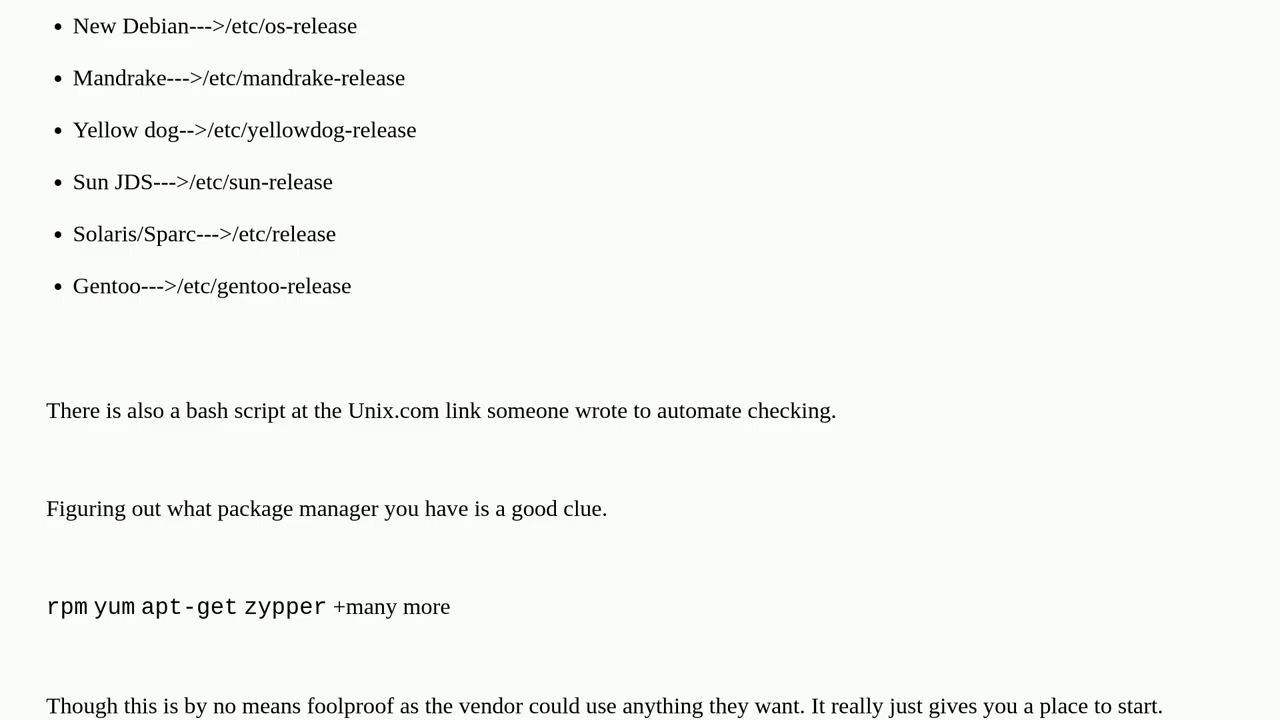 • New Debian--->/etc/os-release
• Mandrake--->/etc/mandrake-release
• Yellow dog-->/etc/yellowdog-release
• Sun JDS--->/etc/sun-release
• Solaris/Sparc--->/etc/release
• Gentoo--->/etc/gentoo-release
There is also a bash script at the Unix.com link someone wrote to automate checking.
Figuring out what package manager you have is a good clue.
rpm yum apt-get zypper +many more
Though this is by no means foolproof as the vendor could use anything they want. It really just gives you a place to start.